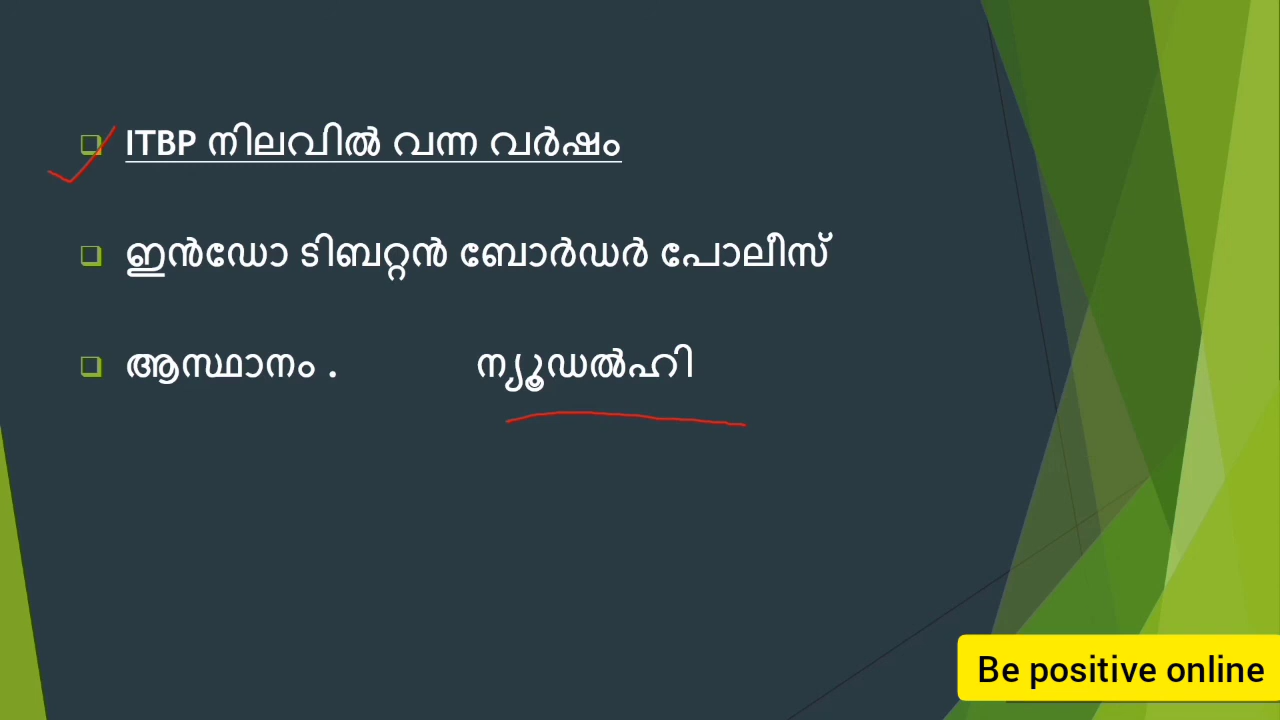 ITBP നിലവിൽ വന്ന വർഷം
ഇൻഡോ ടിബറ്റൻ ബോർഡർ പോലീസ്
ആസ്ഥാനം . ന്യൂഡൽഹി
Be positive online